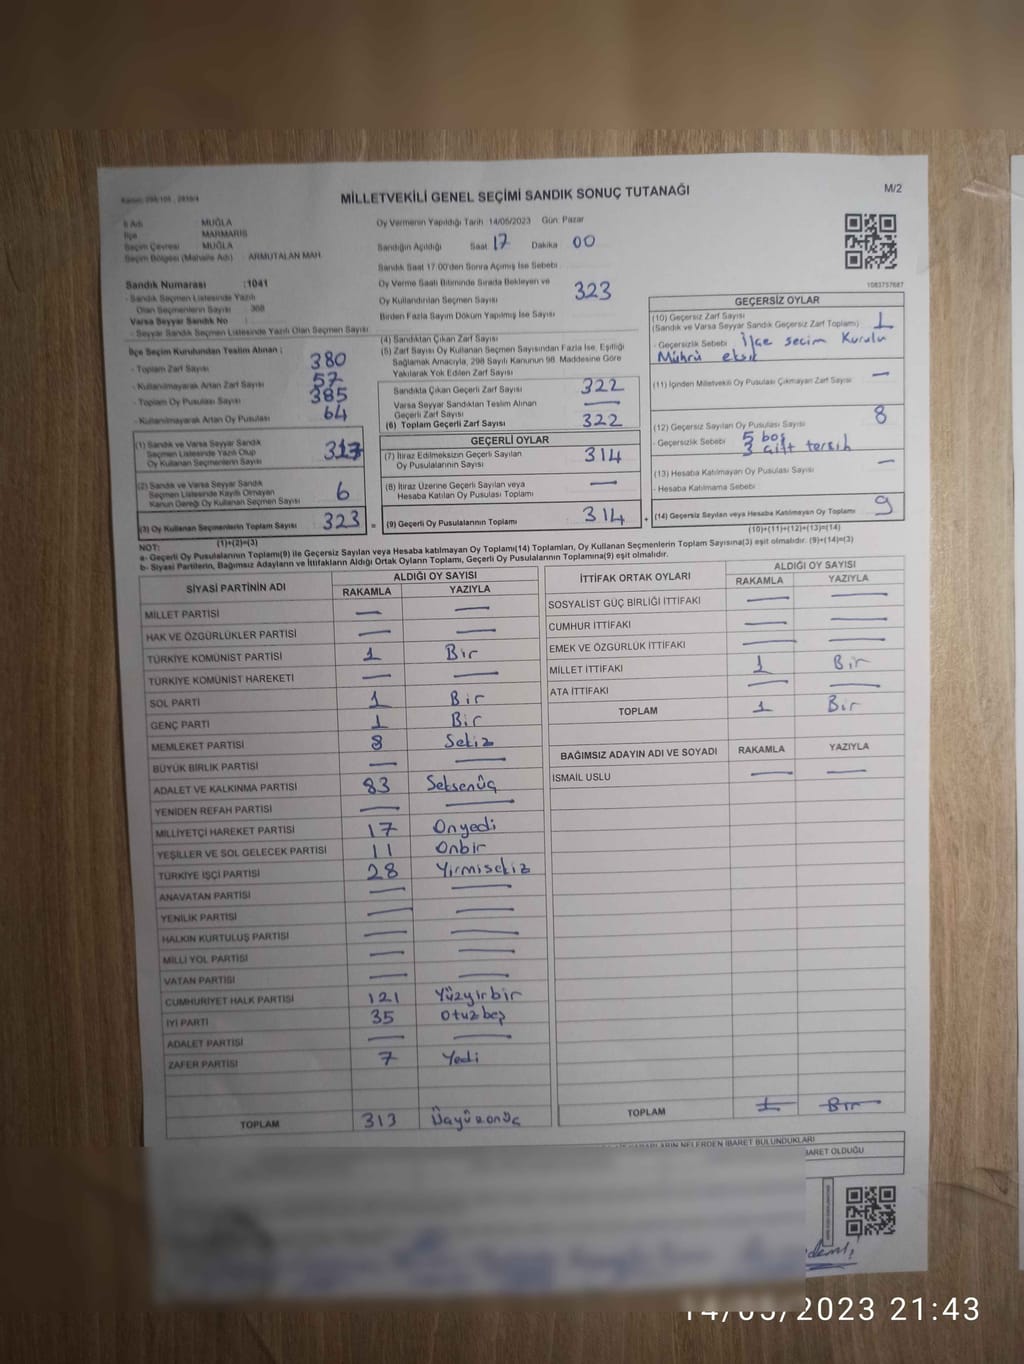 MİLLETVEKİLİ GENEL SEÇİMİ SANDIK SONUÇ TUTANAĞI
M/2
İl Adı MUĞLA
İlçe MARMARİS
Seçim Çevresi MUĞLA
Seçim Bölgesi (Mahalle Adı) ARMUTALAN MAH.
Sandık Numarası :1041
- Sandık Seçmen Listesinde Yazılı
Olan Seçmenlerin Sayısı : 368
Varsa Seyyar Sandık No :
- Seyyar Sandık Seçmen Listesinde Yazılı Olan Seçmen Sayısı:
Oy Vermenin Yapıldığı Tarih :14/05/2023 Gün: Pazar
Sandığın Açıldığı Saat 17 Dakika 00
Sandık Saat 17:00'den Sonra Açımış İse Sebebi
Oy Verme Saati Bitiminde Sırada Bekleyen ve
Oy Kullandırılan Seçmen Sayısı 323
Birden Fazla Sayım Döküm Yapılmış İse Sayısı
1083757687
İlçe Seçim Kurulundan Teslim Alınan :
- Toplam Zarf Sayısı 380
- Kullanılmayarak Artan Zarf Sayısı 57
- Toplam Oy Pusulası Sayısı 385
- Kullanılmayarak Artan Oy Pusulası 64
(1) Sandık ve Varsa Seyyar Sandık
Seçmen Listesinde Yazılı Olup
Oy Kullanan Seçmenlerin Sayısı 317
(2) Sandık ve Varsa Seyyar Sandık
Seçmen Listesinde Kayıtlı Olmayan
Kanun Gereği Oy Kullanan Seçmen Sayısı 6
(3) Oy Kullanan Seçmenlerin Toplam Sayısı 323
(1)+(2)=(3)
(4) Sandıktan Çıkan Zarf Sayısı
(5) Zarf Sayısı Oy Kullanan Seçmen Sayısından Fazla İse, Eşitliği
Sağlamak Amacıyla, 298 Sayılı Kanunun 98. Maddesine Göre
Yakılarak Yok Edilen Zarf Sayısı
Sandıkta Çıkan Geçerli Zarf Sayısı 322
Varsa Seyyar Sandıktan Teslim Alınan
Geçerli Zarf Sayısı —
(6) Toplam Geçerli Zarf Sayısı 322
GEÇERLİ OYLAR
(7) İtiraz Edilmeksizin Geçerli Sayılan
Oy Pusulalarının Sayısı 314
(8) İtiraz Üzerine Geçerli Sayılan veya
Hesaba Katılan Oy Pusulası Toplamı —
= (9) Geçerli Oy Pusulalarının Toplamı 314
GEÇERSİZ OYLAR
(10) Geçersiz Zarf Sayısı
(Sandık ve Varsa Seyyar Sandık Geçersiz Zarf Toplamı) 1
- Geçersizlik Sebebi İlçe seçim Kurulu
Mührü eksik
(11) İçinden Milletvekili Oy Pusulası Çıkmayan Zarf Sayısı —
(12) Geçersiz Sayılan Oy Pusulası Sayısı 8
- Geçersizlik Sebebi 5 boş
3 çift tercih
(13) Hesaba Katılmayan Oy Pusulası Sayısı —
- Hesaba Katılmama Sebebi
+ (14) Geçersiz Sayılan veya Hesaba Katılmayan Oy Toplamı 9
(10)+(11)+(12)+(13)=(14)
NOT:
a- Geçerli Oy Pusulalarının Toplamı(9) ile Geçersiz Sayılan veya Hesaba katılmayan Oy Toplamı(14) Toplamları, Oy Kullanan Seçmenlerin Toplam Sayısına(3) eşit olmalıdır. (9)+(14)=(3)
b- Siyasi Partilerin, Bağımsız Adayların ve İttifakların Aldığı Ortak Oyların Toplamı, Geçerli Oy Pusulalarının Toplamına(9) eşit olmalıdır.
SİYASİ PARTİNİN ADI ALDIĞI OY SAYISI
RAKAMLA YAZIYLA
MİLLET PARTİSİ — —
HAK VE ÖZGÜRLÜKLER PARTİSİ — —
TÜRKİYE KOMÜNİST PARTİSİ 1 Bir
TÜRKİYE KOMÜNİST HAREKETİ — —
SOL PARTİ 1 Bir
GENÇ PARTİ 1 Bir
MEMLEKET PARTİSİ 8 Sekiz
BÜYÜK BİRLİK PARTİSİ — —
ADALET VE KALKINMA PARTİSİ 83 Seksenüç
YENİDEN REFAH PARTİSİ — —
MİLLİYETÇİ HAREKET PARTİSİ 17 Onyedi
YEŞİLLER VE SOL GELECEK PARTİSİ 11 Onbir
TÜRKİYE İŞÇİ PARTİSİ 28 Yirmisekiz
ANAVATAN PARTİSİ — —
YENİLİK PARTİSİ — —
HALKIN KURTULUŞ PARTİSİ — —
MİLLİ YOL PARTİSİ — —
VATAN PARTİSİ — —
CUMHURİYET HALK PARTİSİ 121 Yüzyirbir
İYİ PARTİ 35 Otuzbeş
ADALET PARTİSİ — —
ZAFER PARTİSİ 7 Yedi
TOPLAM 313 Üçyüzonüç
İTTİFAK ORTAK OYLARI ALDIĞI OY SAYISI
RAKAMLA YAZIYLA
SOSYALİST GÜÇ BİRLİĞİ İTTİFAKI — —
CUMHUR İTTİFAKI — —
EMEK VE ÖZGÜRLÜK İTTİFAKI — —
MİLLET İTTİFAKI 1 Bir
ATA İTTİFAKI — —
TOPLAM 1 Bir
BAĞIMSIZ ADAYIN ADI VE SOYADI RAKAMLA YAZIYLA
İSMAİL USLU — —
TOPLAM 1 Bir
NELERDEN İBARET BULUNDUKLARI
BARET OLDUĞU
2023 21:43